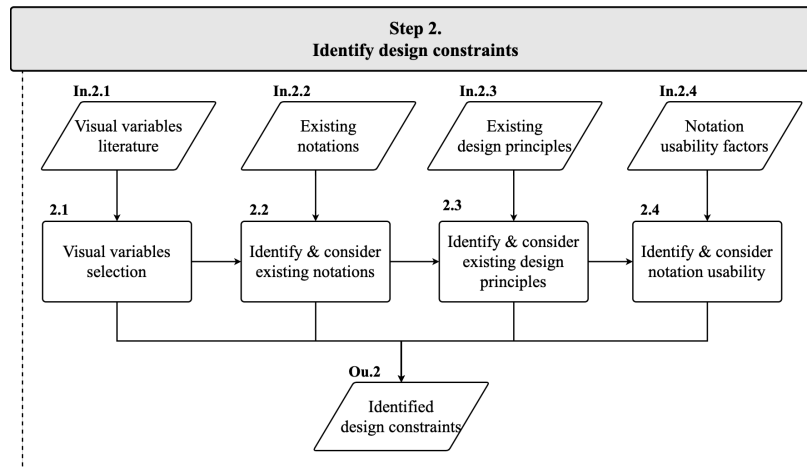 Step 2.
Identify design constraints
In.2.1
In.2.2
In.2.3
In.2.4
Visual variables
literature
Existing
notations
Existing
design principles
Notation
usability factors
2.1
2.2
2.3
2.4
Visual variables
selection
Identify & consider
existing notations
Identify & consider
existing design
principles
Identify & consider
notation usability
Ou.2
Identified
design constraints